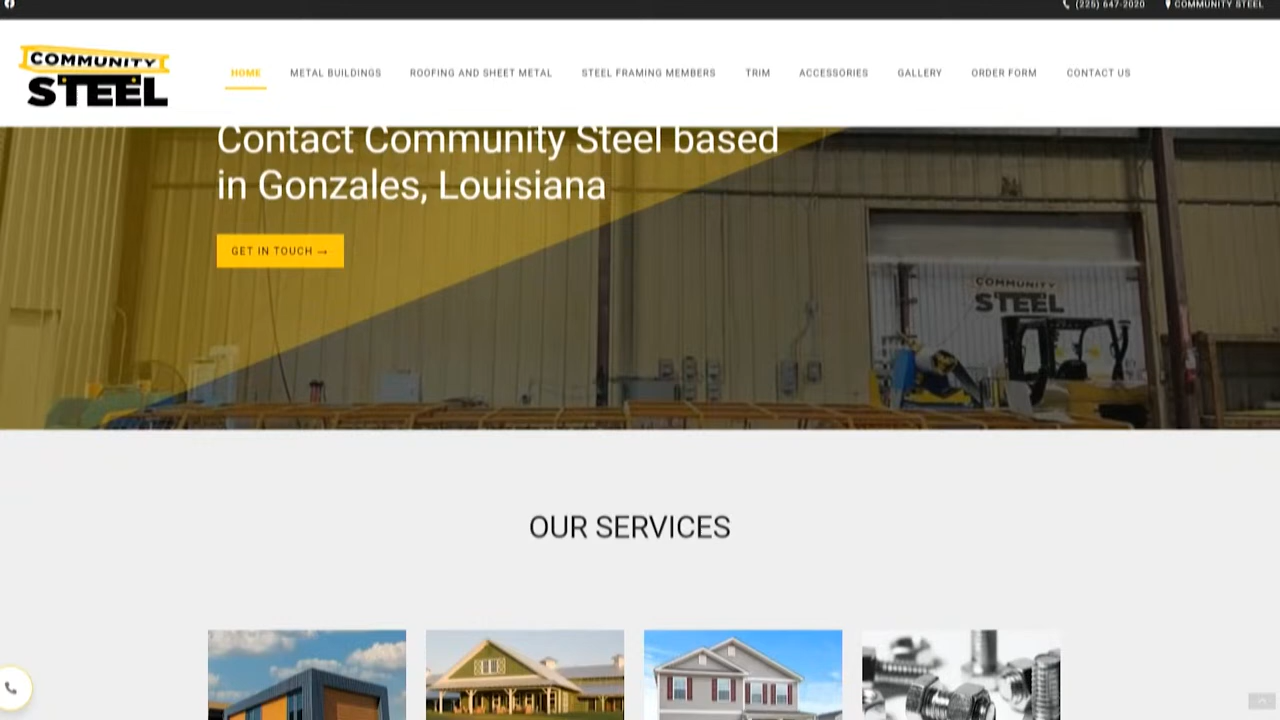 (225) 647-2020 COMMUNITY STEEL
COMMUNITY
STEEL
HOME METAL BUILDINGS ROOFING AND SHEET METAL STEEL FRAMING MEMBERS TRIM ACCESSORIES GALLERY ORDER FORM CONTACT US
Contact Community Steel based
in Gonzales, Louisiana
GET IN TOUCH →
COMMUNITY
STEEL
OUR SERVICES